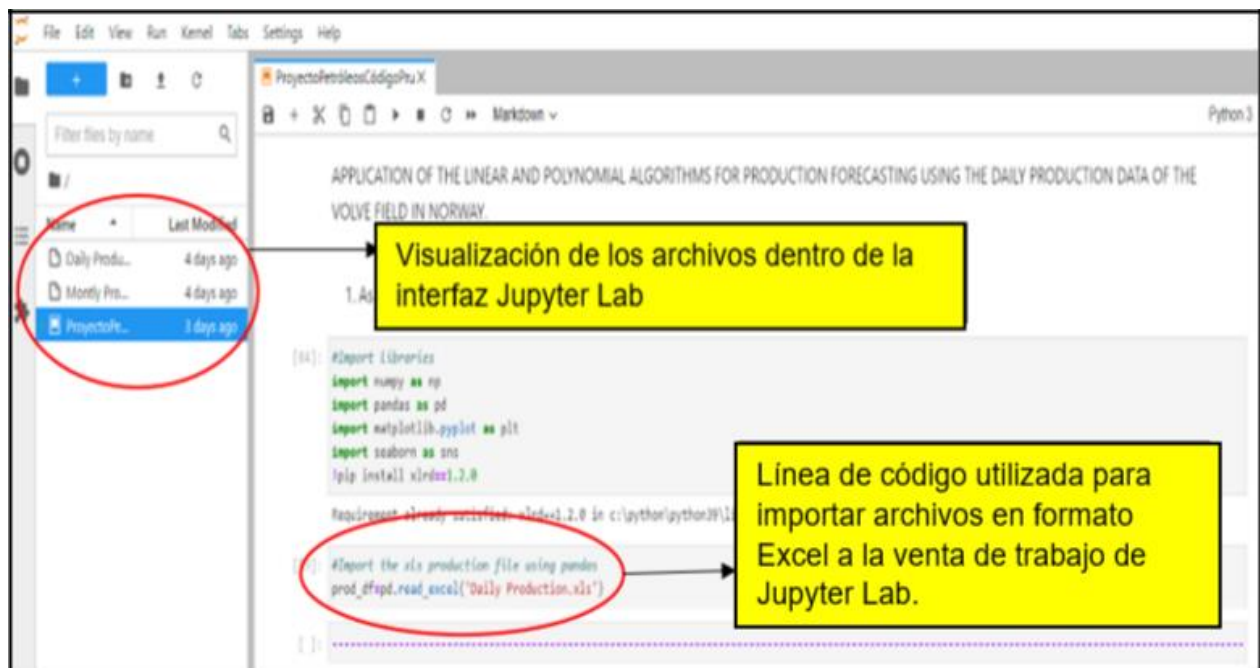 File Edit View Run Kernel Tabs Settings Help
ProyectoPetróleosCódigoPru X
Markdown
Python 3
Filter files by name
/
Name Last Modified
Daily Produ... 4 days ago
Montly Pro... 4 days ago
ProyectoPe... 3 days ago
APPLICATION OF THE LINEAR AND POLYNOMIAL ALGORITHMS FOR PRODUCTION FORECASTING USING THE DAILY PRODUCTION DATA OF THE
VOLVE FIELD IN NORWAY.
Visualización de los archivos dentro de la
interfaz Jupyter Lab
1. As
[84]: #Import libraries
import numpy as np
import pandas as pd
import matplotlib.pyplot as plt
import seaborn as sns
!pip install xlrd==1.2.0
Requirement already satisfied: xlrd==1.2.0 in c:\python\python39\l
#Import the xls production file using pandas
prod_df=pd.read_excel("Daily Production.xls")
[ ]:
Línea de código utilizada para
importar archivos en formato
Excel a la venta de trabajo de
Jupyter Lab.